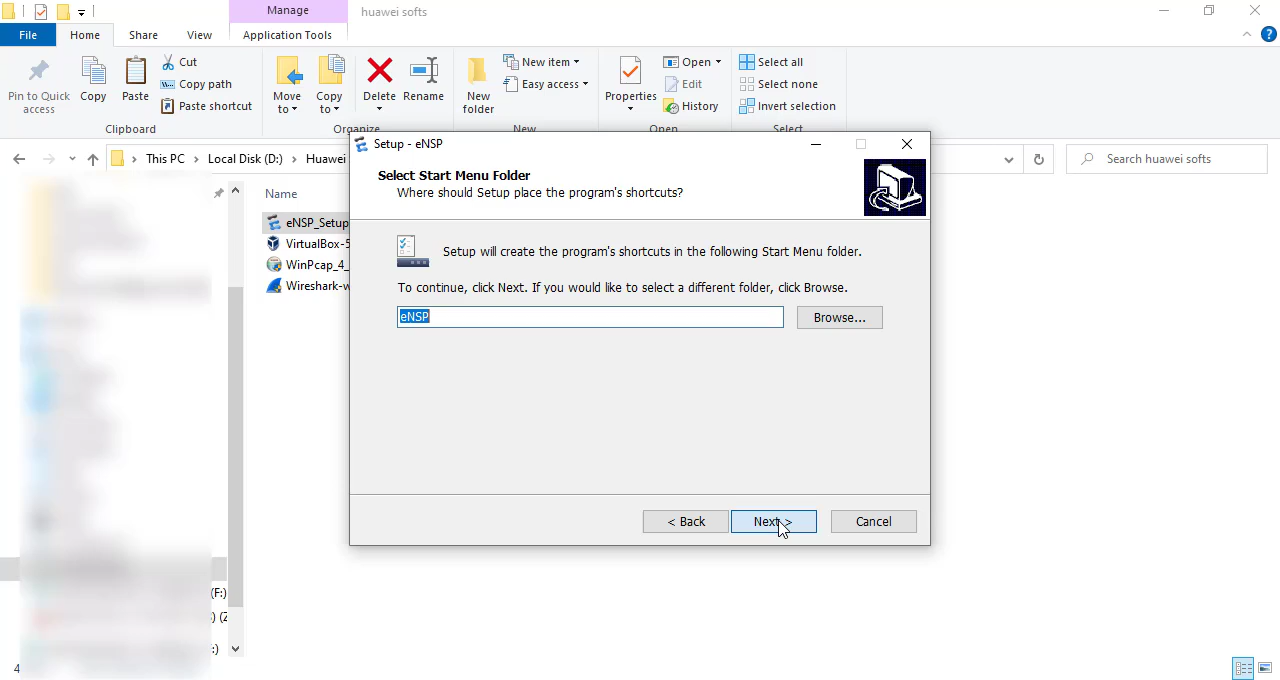 Manage
huawei softs
File
Home
Share
View
Application Tools
Pin to Quick access
Copy
Paste
Cut
Copy path
Paste shortcut
Clipboard
Move to
Copy to
Delete
Rename
Organize
New folder
New item
Easy access
New
Properties
Open
Edit
History
Open
Select all
Select none
Invert selection
Select
This PC
Local Disk (D:)
Huawei
Search huawei softs
Name
eNSP_Setup
VirtualBox-5
WinPcap_4_
Wireshark-w
Setup - eNSP
Select Start Menu Folder
Where should Setup place the program's shortcuts?
Setup will create the program's shortcuts in the following Start Menu folder.
To continue, click Next. If you would like to select a different folder, click Browse.
eNSP
Browse...
< Back
Next >
Cancel
(F:)
) (Z
:)
4